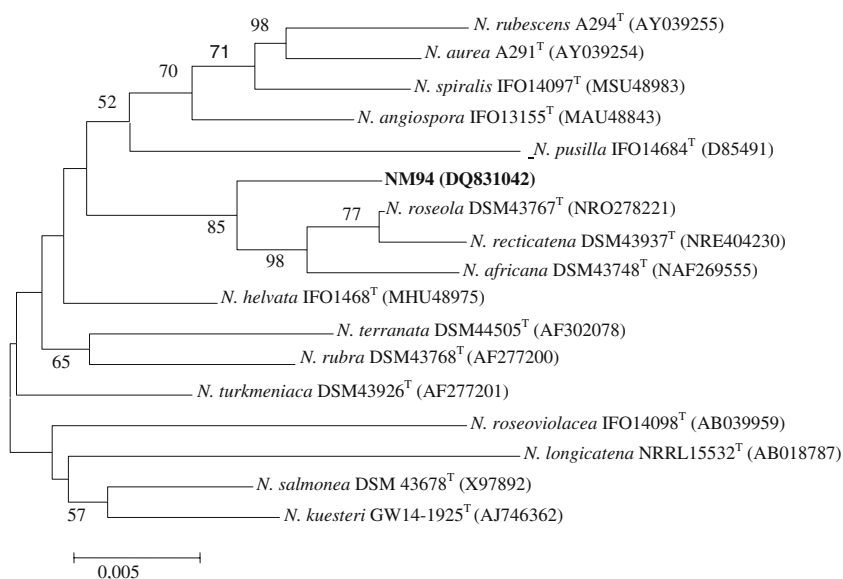 98
N. rubescens A294ᵀ (AY039255)
71
N. aurea A291ᵀ (AY039254)
70
N. spiralis IFO14097ᵀ (MSU48983)
52
N. angiospora IFO13155ᵀ (MAU48843)
N. pusilla IFO14684ᵀ (D85491)
NM94 (DQ831042)
85
77
N. roseola DSM43767ᵀ (NRO278221)
N. recticatena DSM43937ᵀ (NRE404230)
98
N. africana DSM43748ᵀ (NAF269555)
N. helvata IFO1468ᵀ (MHU48975)
N. terranata DSM44505ᵀ (AF302078)
65
N. rubra DSM43768ᵀ (AF277200)
N. turkmeniaca DSM43926ᵀ (AF277201)
N. roseoviolacea IFO14098ᵀ (AB039959)
N. longicatena NRRL15532ᵀ (AB018787)
N. salmonea DSM 43678ᵀ (X97892)
57
N. kuesteri GW14-1925ᵀ (AJ746362)
0,005